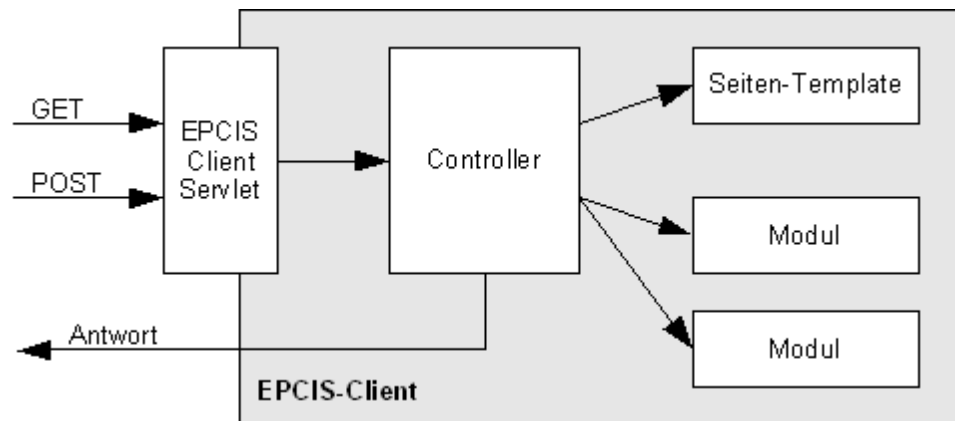 GET
POST
EPCIS
Client
Servlet
Controller
Seiten-Template
Modul
Modul
Antwort
EPCIS-Client